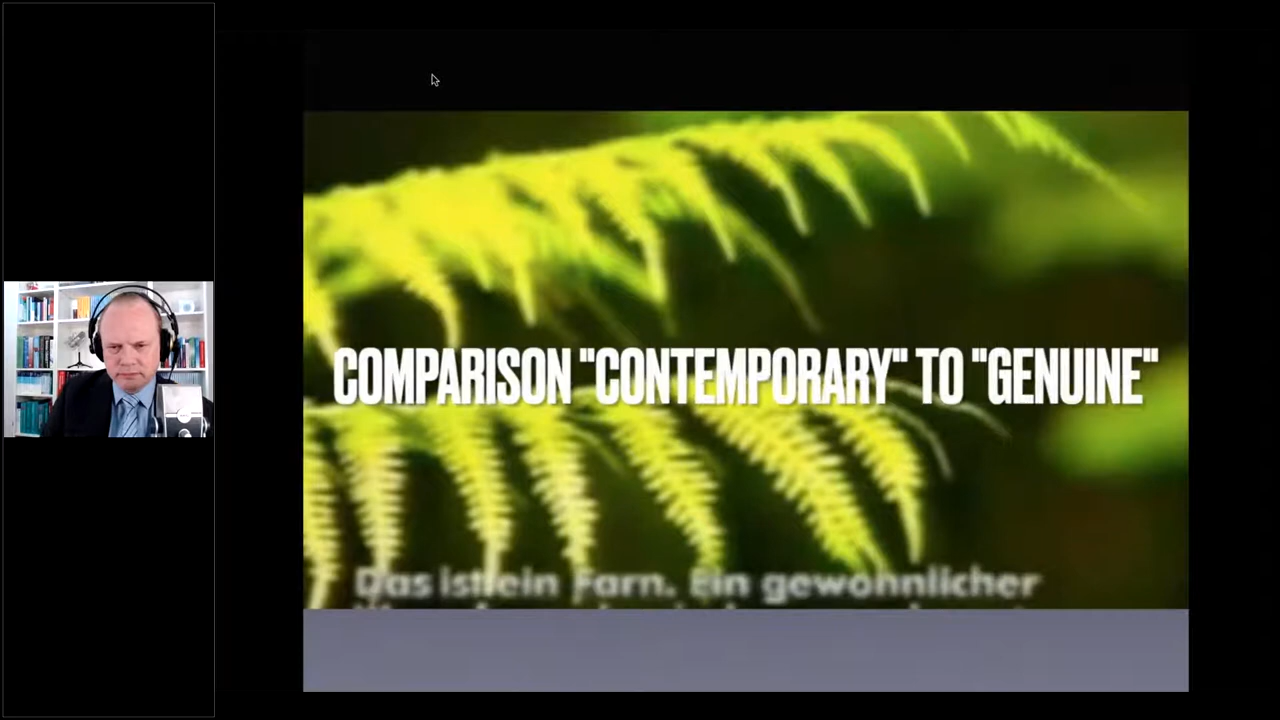 COMPARISON "CONTEMPORARY" TO "GENUINE"
Das ist ein Farn. Ein gewöhnlicher